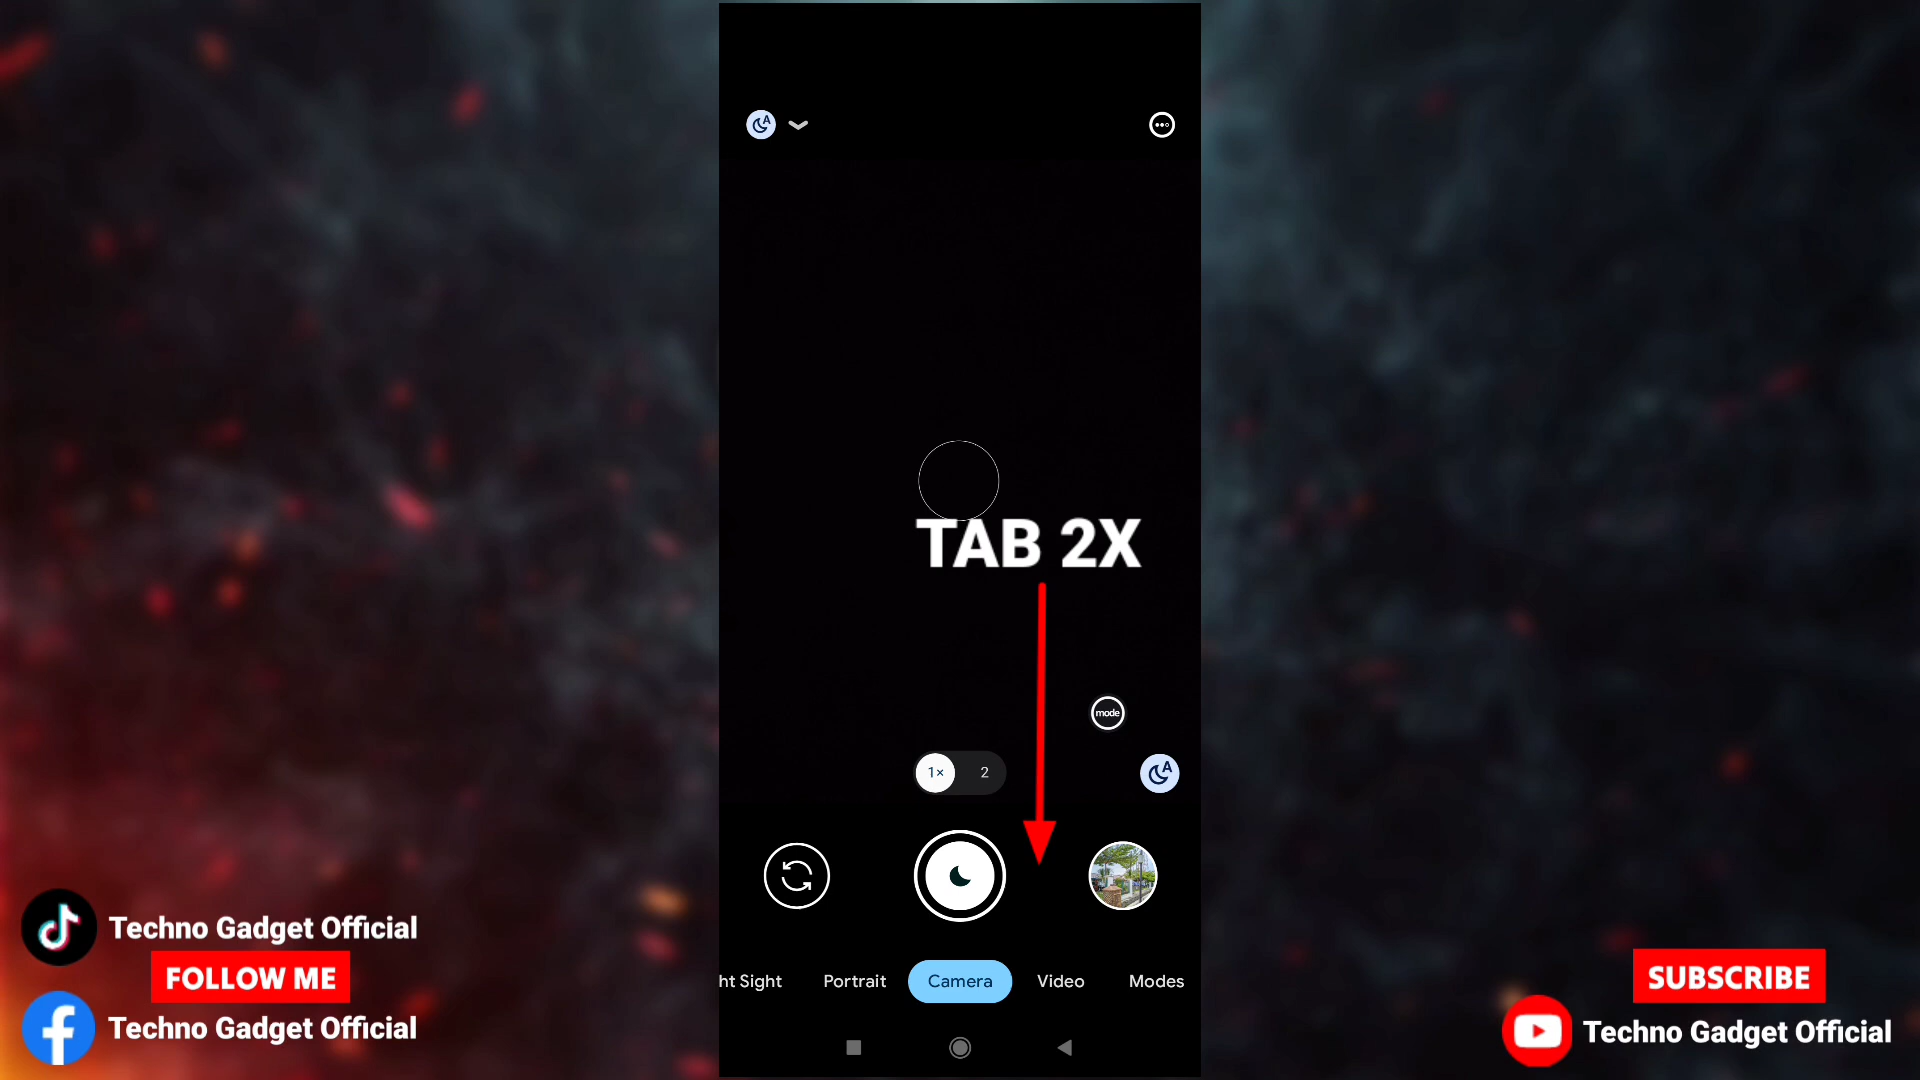 A
TAB 2X
mode
1×
2
A
ht Sight
Portrait
Camera
Video
Modes
Techno Gadget Official
FOLLOW ME
Techno Gadget Official
SUBSCRIBE
Techno Gadget Official